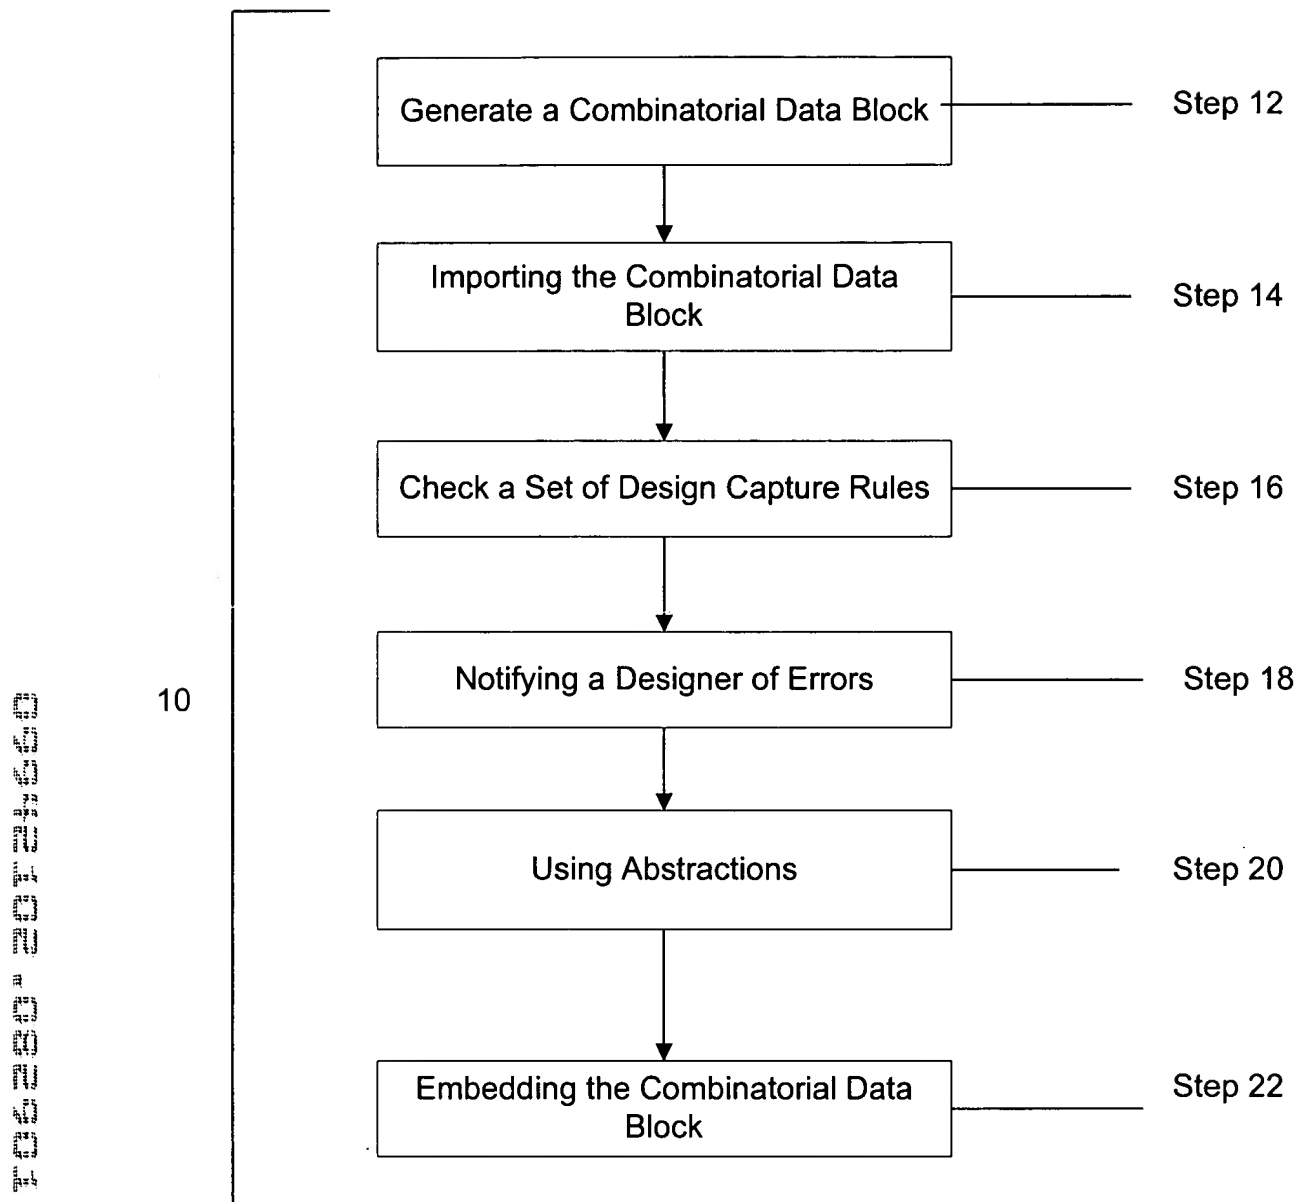 Generate a Combinatorial Data Block
Step 12
Importing the Combinatorial Data
Block
Step 14
Check a Set of Design Capture Rules
Step 16
10
Notifying a Designer of Errors
Step 18
Using Abstractions
Step 20
Embedding the Combinatorial Data
Block
Step 22